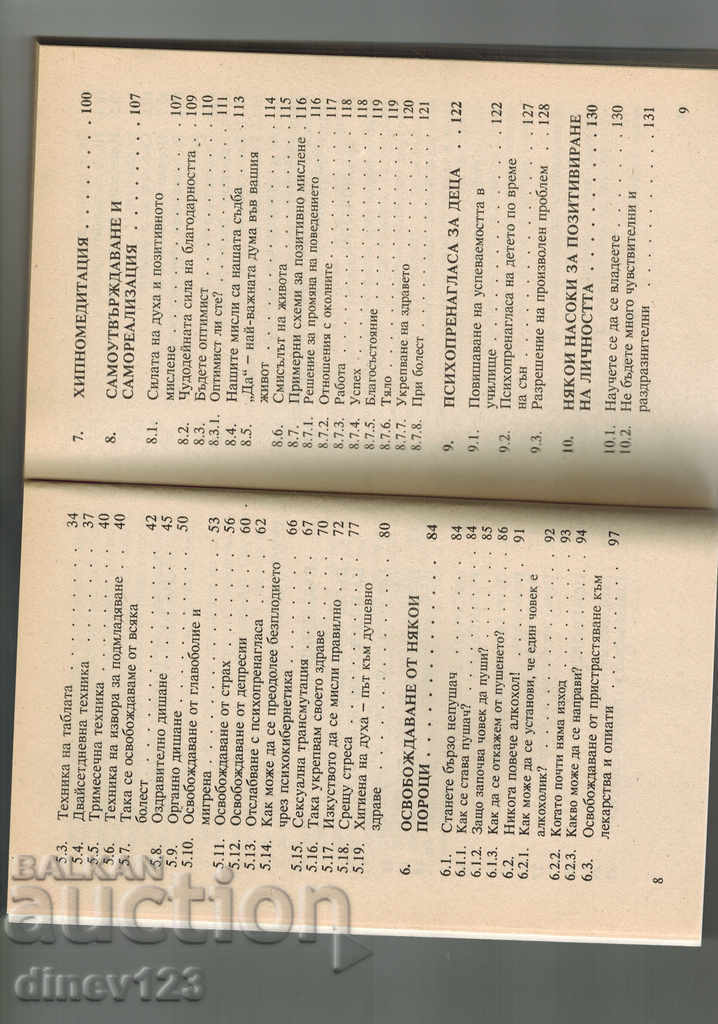 5.3. Техника на таблата . . . . . . . . . . 34
5.4. Двайсетдневна техника . . . . . . . . 37
5.5. Тримесечна техника . . . . . . . . . . 40
5.6. Техника на извора за подмладяване . . 40
5.7. Така се освобождаваме от всяка
болест . . . . . . . . . . 42
5.8. Оздравително дишане . . . . . . . . 45
5.9. Органно дишане . . . . . . . . . . 50
5.10. Освобождаване от главоболие и
мигрена . . . . . . . . . . 53
5.11. Освобождаване от страх . . . . . . . 56
5.12. Освобождаване от депресии . . . . . 60
5.13. Отслабване с психопренагласа . . . . 62
5.14. Как може да се преодолее безплодието
чрез психокибернетика . . . . . . . . 66
5.15. Сексуална трансмутация . . . . . . . 67
5.16. Така укрепвам своето здраве . . . . . 70
5.17. Изкуството да се мисли правилно . . . 72
5.18. Срещу стреса . . . . . . . . . . 77
5.19. Хигиена на духа – път към душевно
здраве . . . . . . . . . . 80
6. ОСВОБОЖДАВАНЕ ОТ НЯКОИ
ПОРОЦИ . . . . . . . . . . 84
6.1. Станете бързо непушач . . . . . . . 84
6.1.1. Как се става пушач? . . . . . . . . 84
6.1.2. Защо започва човек да пуши? . . . . 85
6.1.3. Как да се откажем от пушенето? . . . 86
6.2. Никога повече алкохол! . . . . . . . 91
6.2.1. Как може да се установи, че един човек е
алкохолик? . . . . . . . . . . 92
6.2.2. Когато почти няма изход . . . . . . . 93
6.2.3. Какво може да се направи? . . . . . . 94
6.3. Освобождаване от пристрастяване към
лекарства и опиати . . . . . . . . . 97
8
7. ХИПНОМЕДИТАЦИЯ . . . . . . . . 100
8. САМОУТВЪРЖДАВАНЕ И
САМОРЕАЛИЗАЦИЯ . . . . . . . . 107
8.1. Силата на духа и позитивното
мислене . . . . . . . . . . 107
8.2. Чудодейната сила на благодарността . . 109
8.3. Бъдете оптимист . . . . . . . . . . 110
8.3.1. Оптимист ли сте? . . . . . . . . . . 111
8.4. Нашите мисли са нашата съдба . . . . 113
8.5. „Да“ – най-важната дума във вашия
живот . . . . . . . . . . 114
8.6. Смисълът на живота . . . . . . . . 115
8.7. Примерни схеми за позитивно мислене . 116
8.7.1. Решение за промяна на поведението . . 116
8.7.2. Отношения с околните . . . . . . . . 117
8.7.3. Работа . . . . . . . . . . 118
8.7.4. Успех . . . . . . . . . . 118
8.7.5. Благосъстояние . . . . . . . . . . 119
8.7.6. Тяло . . . . . . . . . . 119
8.7.7. Укрепване на здравето . . . . . . . . 120
8.7.8. При болест . . . . . . . . . . 121
9. ПСИХОПРЕНАГЛАСА ЗА ДЕЦА . . 122
9.1. Повишаване на успеваемостта в
училище . . . . . . . . . . 122
9.2. Психопренагласа на детето по време
на сън . . . . . . . . . . 127
9.3. Разрешение на произволен проблем . . 128
10. НЯКОИ НАСОКИ ЗА ПОЗИТИВИРАНЕ
НА ЛИЧНОСТТА . . . . . . . . . . 130
10.1. Научете се да се владеете . . . . . . 130
10.2. Не бъдете много чувствителни и
раздразнителни . . . . . . . . . . 131
9
BALKAN
auction
dinev123